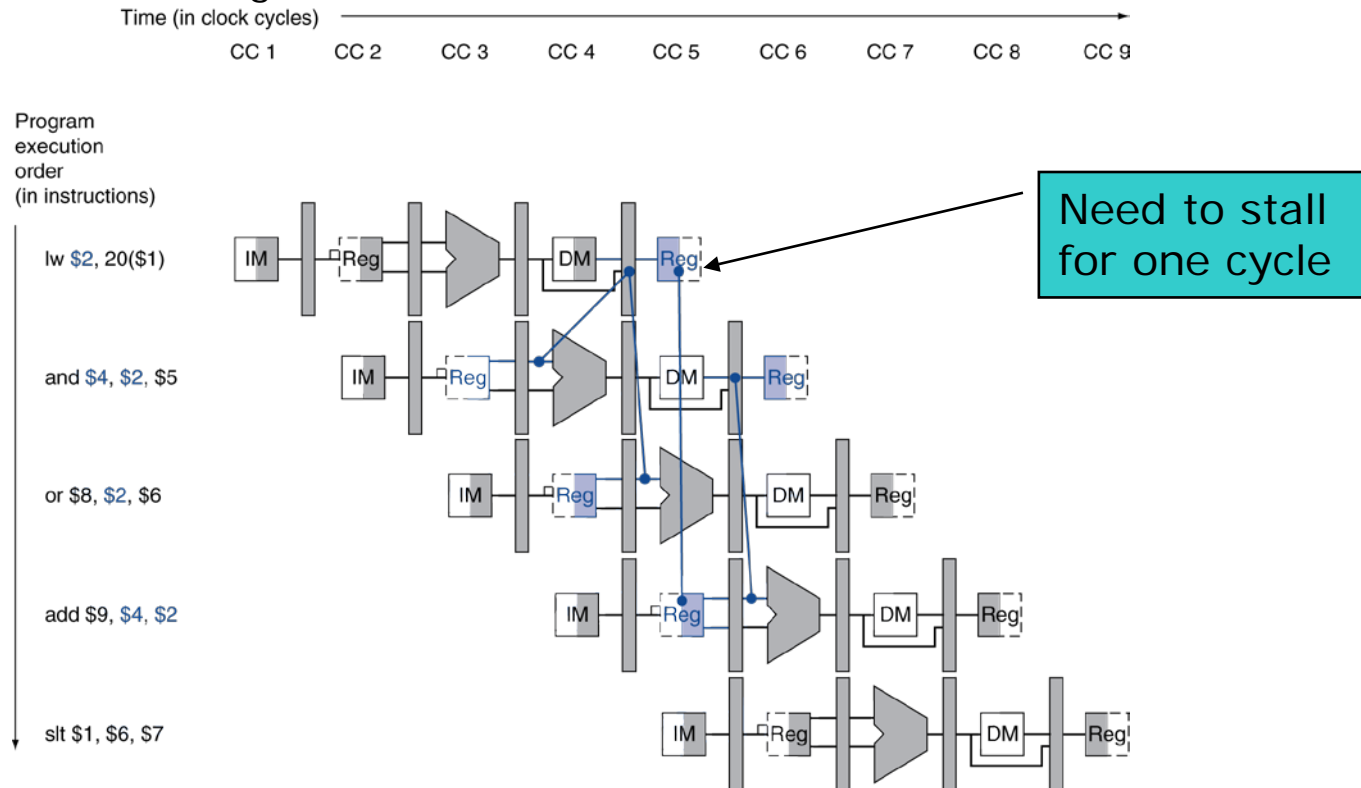 Time (in clock cycles)
CC 1 CC 2 CC 3 CC 4 CC 5 CC 6 CC 7 CC 8 CC 9
Program
execution
order
(in instructions)
Need to stall
for one cycle
lw $2, 20($1)
IM Reg DM Reg
and $4, $2, $5
IM Reg DM Reg
or $8, $2, $6
IM Reg DM Reg
add $9, $4, $2
IM Reg DM Reg
slt $1, $6, $7
IM Reg DM Reg